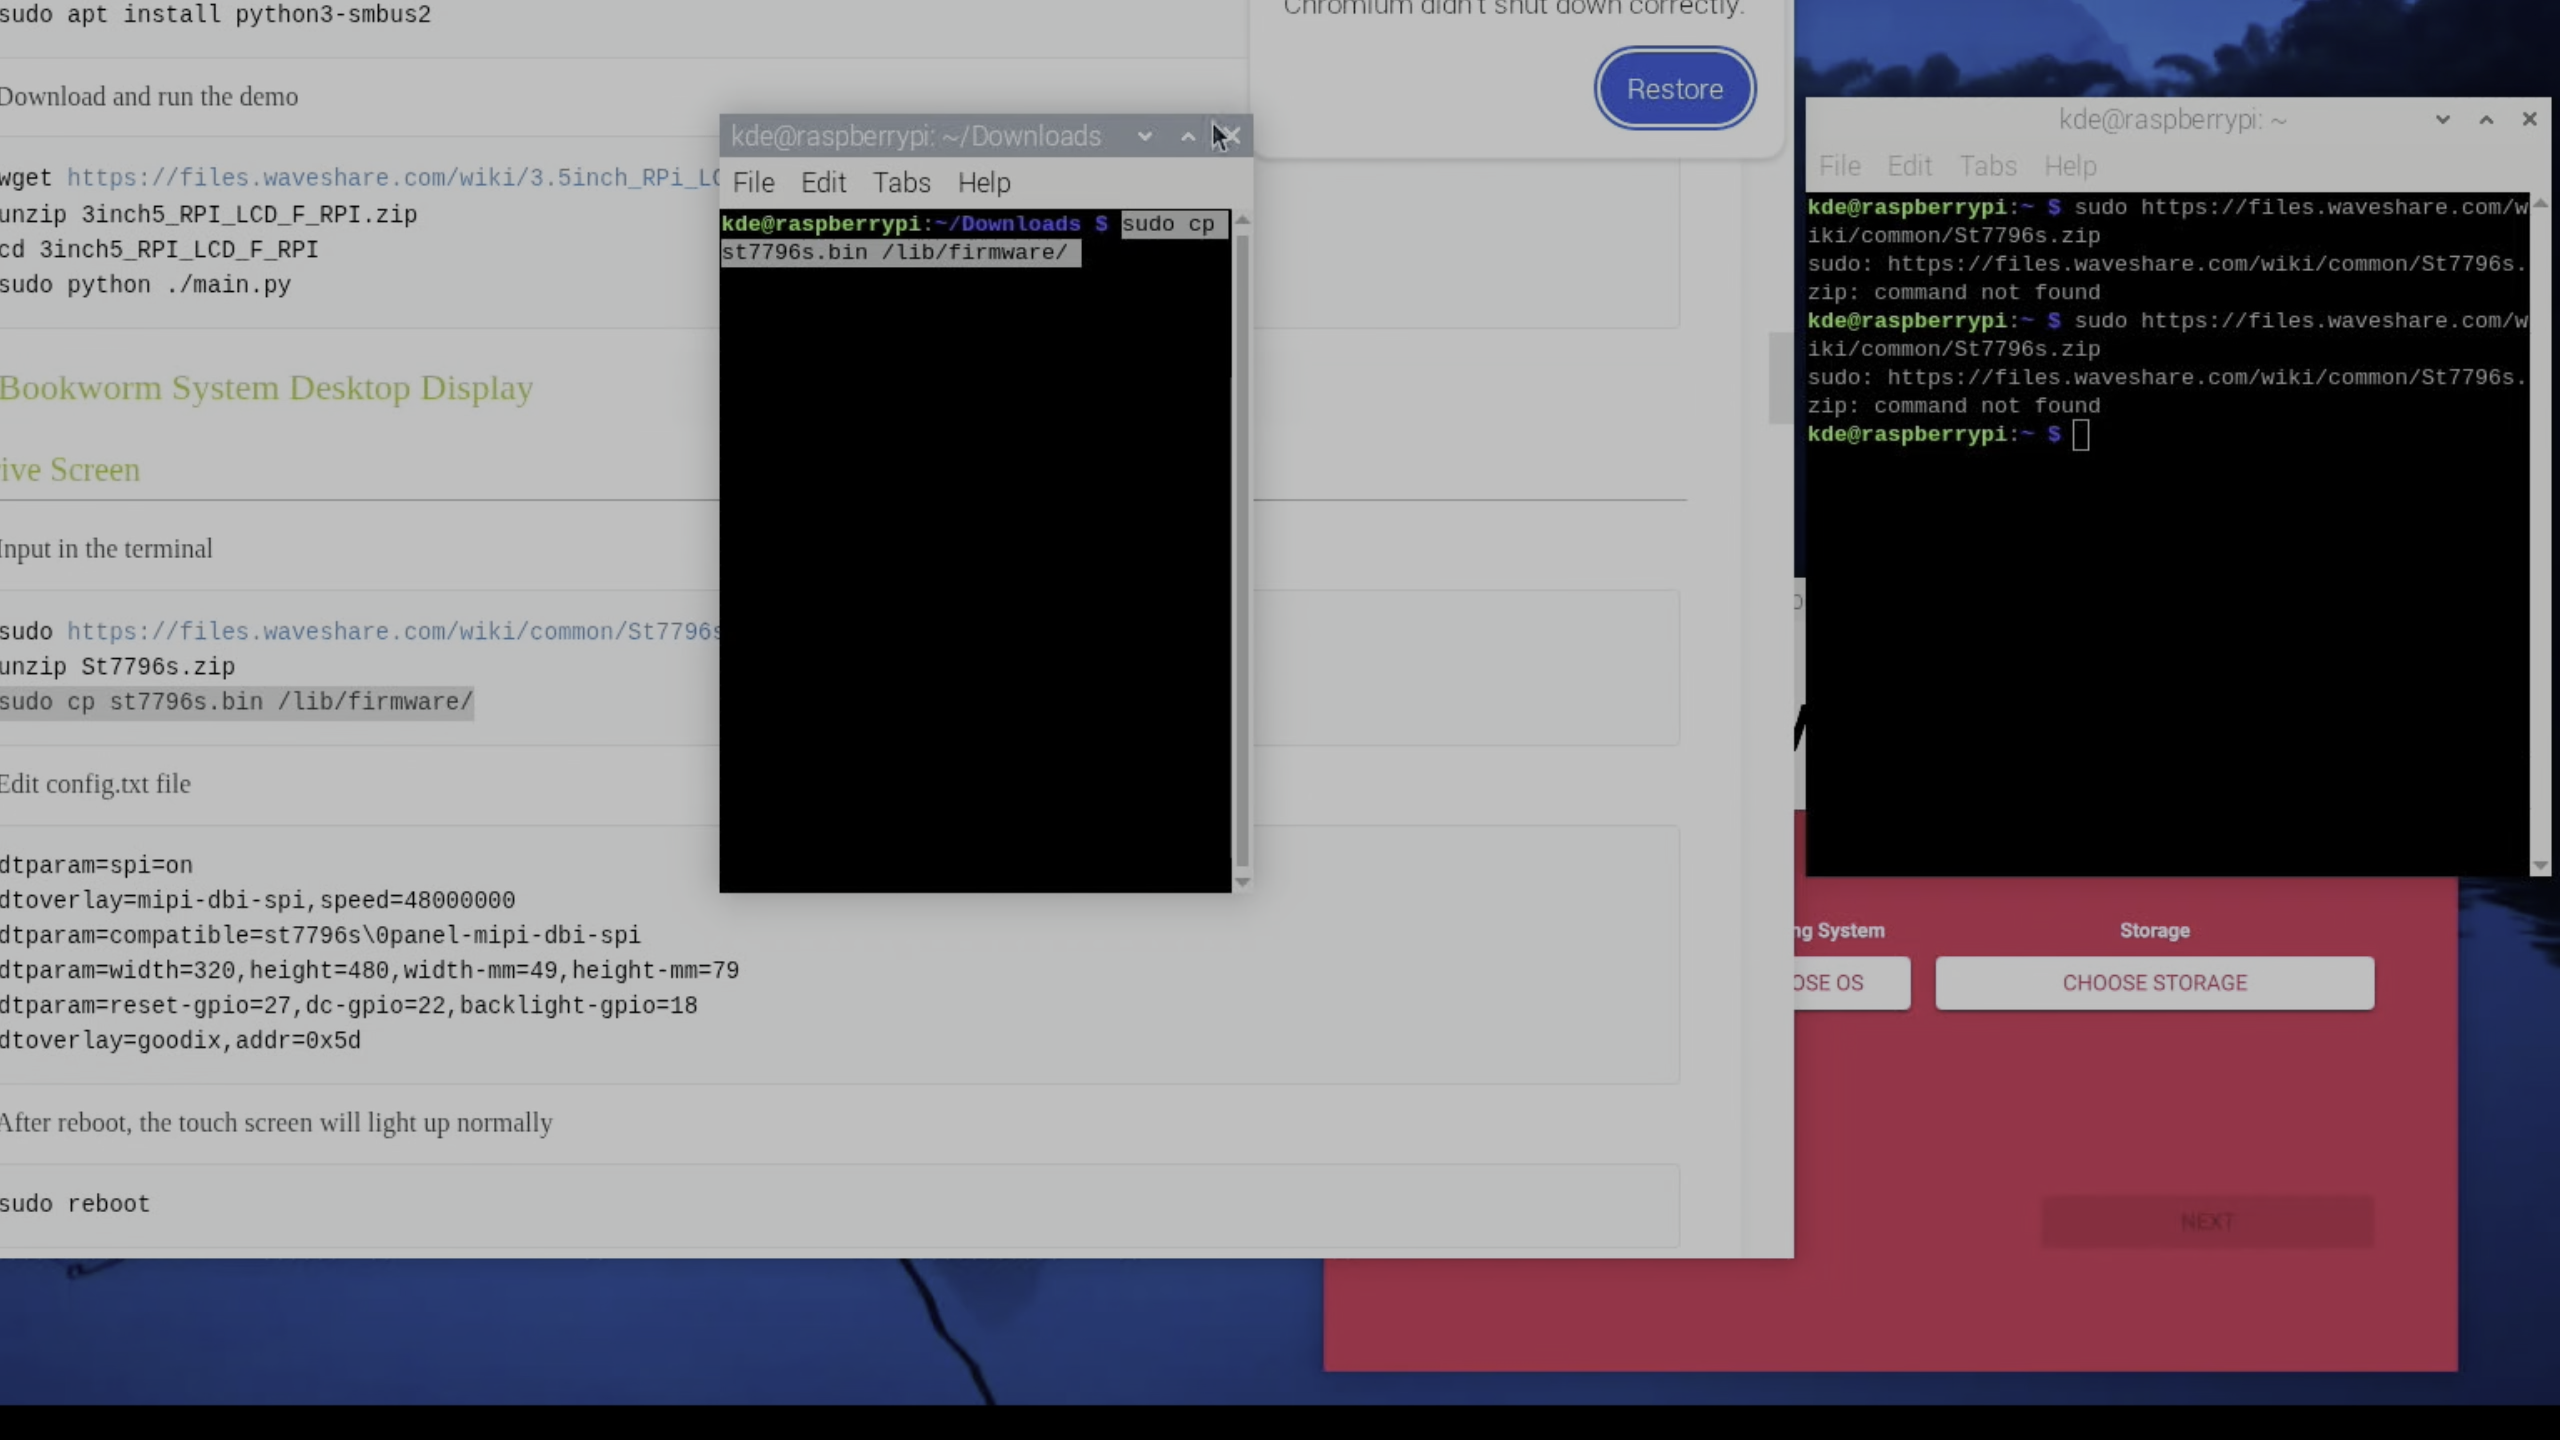 sudo apt install python3-smbus2
Download and run the demo
wget https://files.waveshare.com/wiki/3.5inch_RPi_LC
unzip 3inch5_RPI_LCD_F_RPI.zip
cd 3inch5_RPI_LCD_F_RPI
sudo python ./main.py
Bookworm System Desktop Display
ive Screen
Input in the terminal
sudo https://files.waveshare.com/wiki/common/St7796s
unzip St7796s.zip
sudo cp st7796s.bin /lib/firmware/
Edit config.txt file
dtparam=spi=on
dtoverlay=mipi-dbi-spi,speed=48000000
dtparam=compatible=st7796s\0panel-mipi-dbi-spi
dtparam=width=320,height=480,width-mm=49,height-mm=79
dtparam=reset-gpio=27,dc-gpio=22,backlight-gpio=18
dtoverlay=goodix,addr=0x5d
After reboot, the touch screen will light up normally
sudo reboot
Chromium didn't shut down correctly.
Restore
kde@raspberrypi: ~/Downloads
File Edit Tabs Help
kde@raspberrypi:~/Downloads $ sudo cp
st7796s.bin /lib/firmware/
kde@raspberrypi: ~
File Edit Tabs Help
kde@raspberrypi:~ $ sudo https://files.waveshare.com/w
iki/common/St7796s.zip
sudo: https://files.waveshare.com/wiki/common/St7796s.
zip: command not found
kde@raspberrypi:~ $ sudo https://files.waveshare.com/w
iki/common/St7796s.zip
sudo: https://files.waveshare.com/wiki/common/St7796s.
zip: command not found
kde@raspberrypi:~ $
ng System
Storage
OSE OS
CHOOSE STORAGE
NEXT